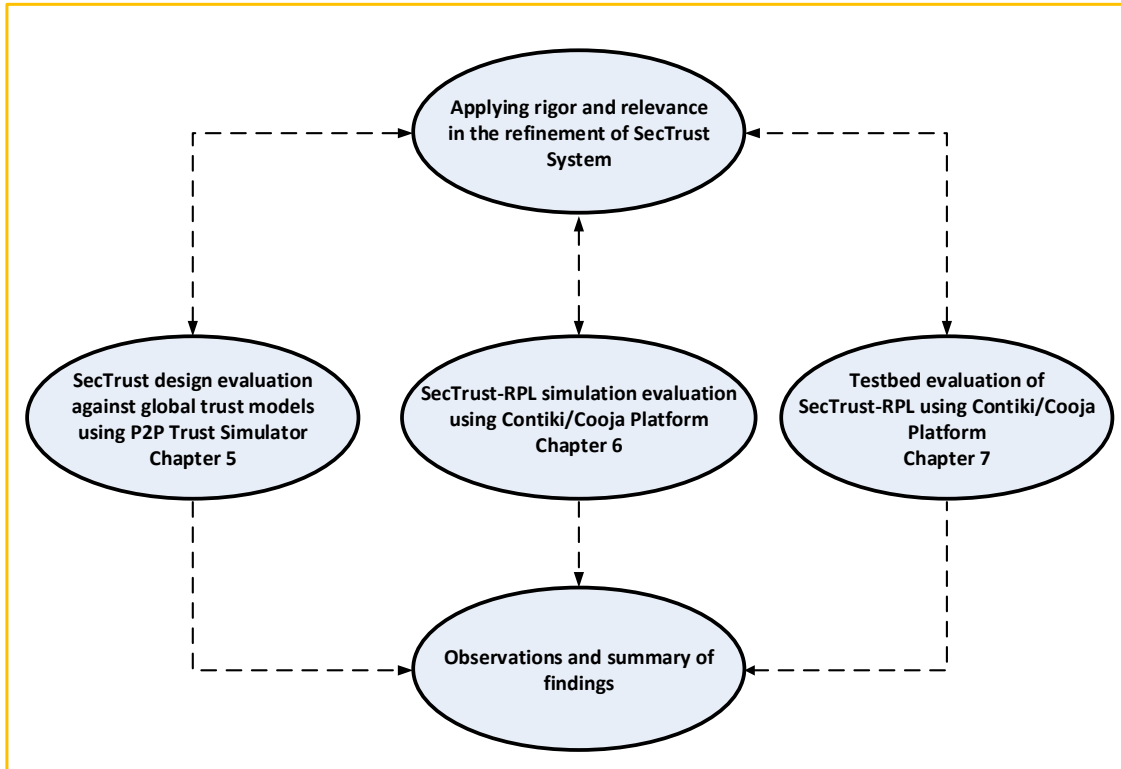 Applying rigor and relevance
in the refinement of SecTrust
System
SecTrust design evaluation
against global trust models
using P2P Trust Simulator
Chapter 5
SecTrust-RPL simulation evaluation
using Contiki/Cooja Platform
Chapter 6
Testbed evaluation of
SecTrust-RPL using Contiki/Cooja
Platform
Chapter 7
Observations and summary of
findings